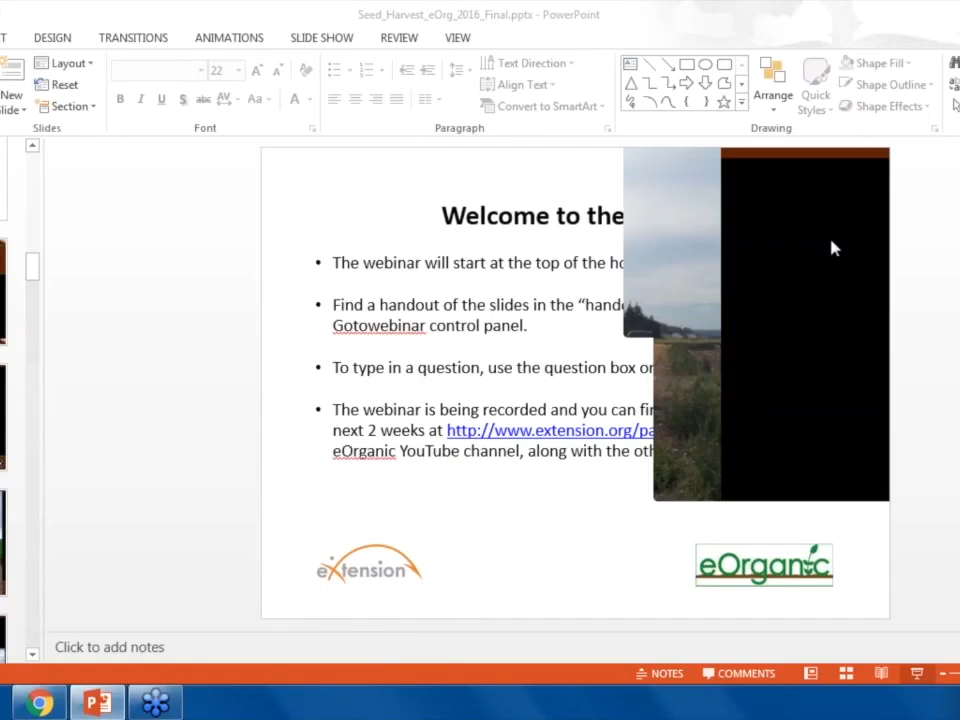 Seed_Harvest_eOrg_2016_Final.pptx - PowerPoint
DESIGN TRANSITIONS ANIMATIONS SLIDE SHOW REVIEW VIEW
New Slide
Layout
Reset
Section
Slides
22
Font
Text Direction
Align Text
Convert to SmartArt
Paragraph
Arrange
Quick Styles
Shape Fill
Shape Outline
Shape Effects
Drawing
Welcome to the
• The webinar will start at the top of the
• Find a handout of the slides in the
Gotowebinar control panel.
• To type in a question, use the question box
• The webinar is being recorded and you can
next 2 weeks at http://www.extension.org/pa
eOrganic YouTube channel, along with the
eXtension
eOrganic
Click to add notes
NOTES COMMENTS